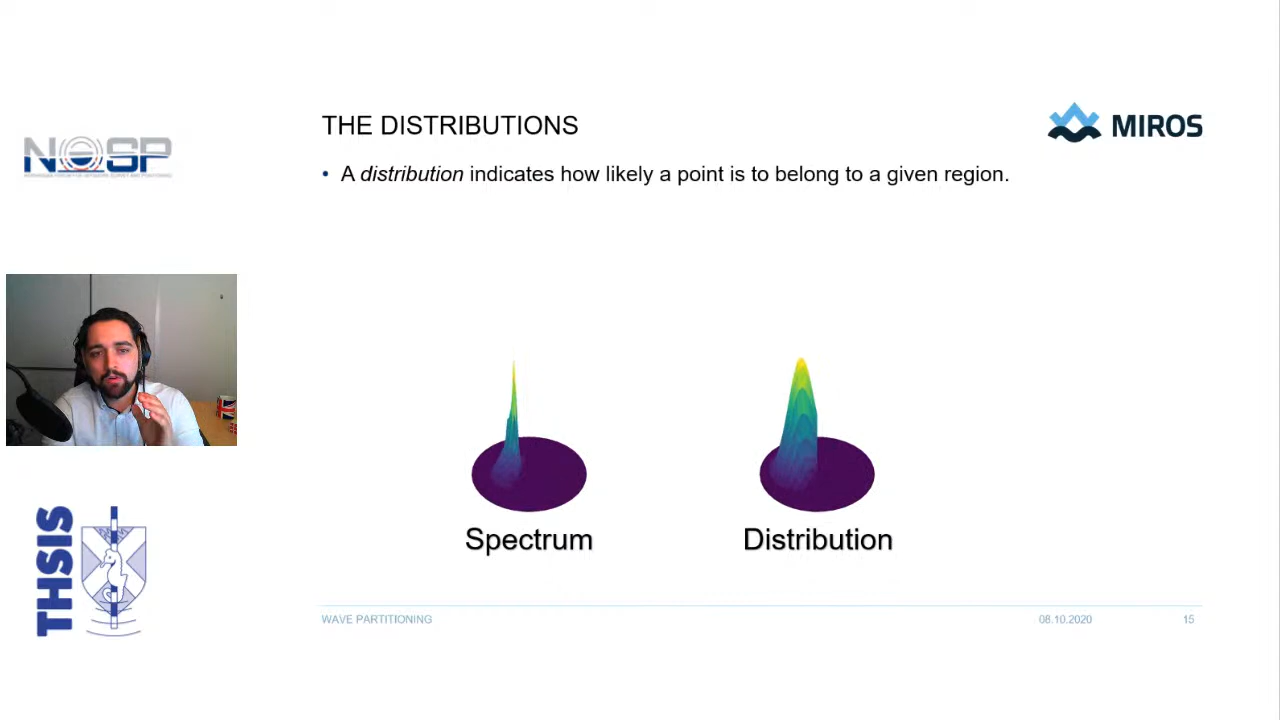 THE DISTRIBUTIONS
MIROS
NOSP
• A distribution indicates how likely a point is to belong to a given region.
Spectrum
Distribution
THSIS
WAVE PARTITIONING
08.10.2020
15